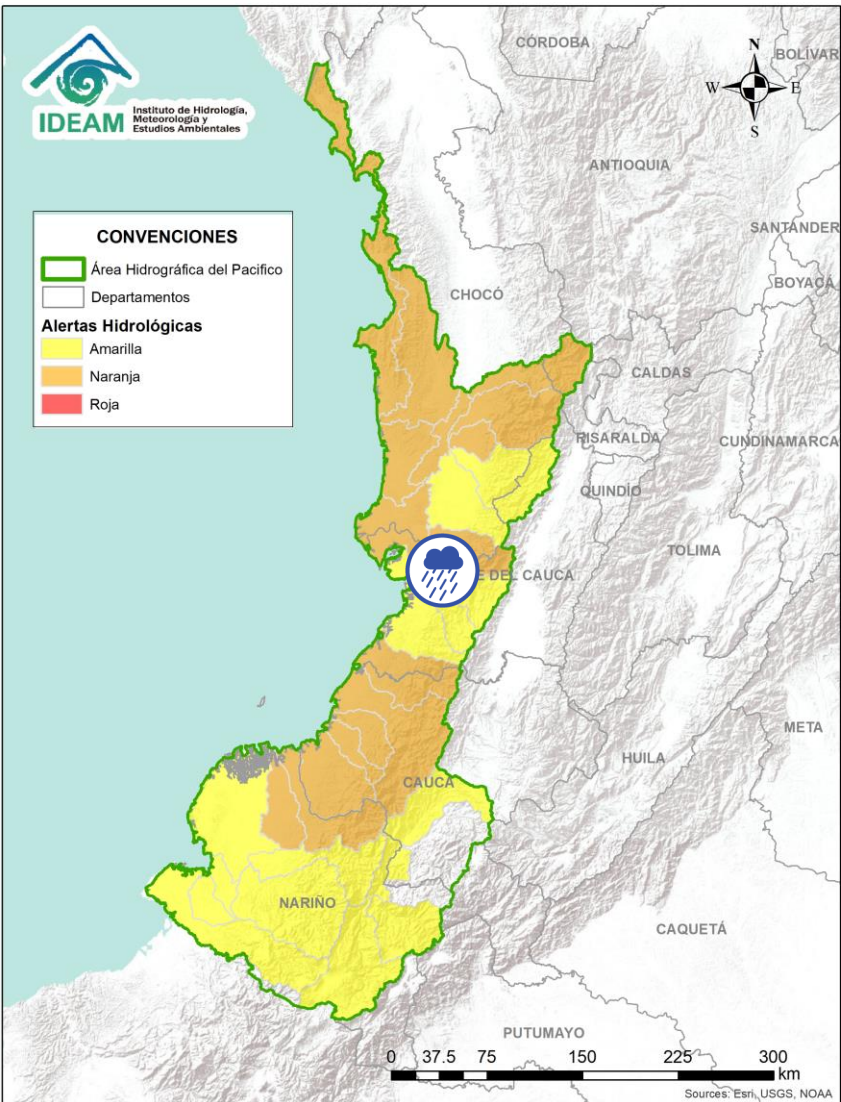 IDEAM
Instituto de Hidrología,
Meteorología y
Estudios Ambientales
N
W
E
S
CÓRDOBA
BOLÍVAR
ANTIOQUIA
SANTANDER
BOYACÁ
CHOCÓ
CONVENCIONES
Área Hidrográfica del Pacifico
Departamentos
Alertas Hidrológicas
Amarilla
Naranja
Roja
CALDAS
RISARALDA
CUNDINAMARCA
QUINDÍO
TOLIMA
E DEL CAUCA
META
HUILA
CAUCA
NARIÑO
CAQUETÁ
PUTUMAYO
0 37.5 75 150 225 300
km
Sources: Esri, USGS, NOAA